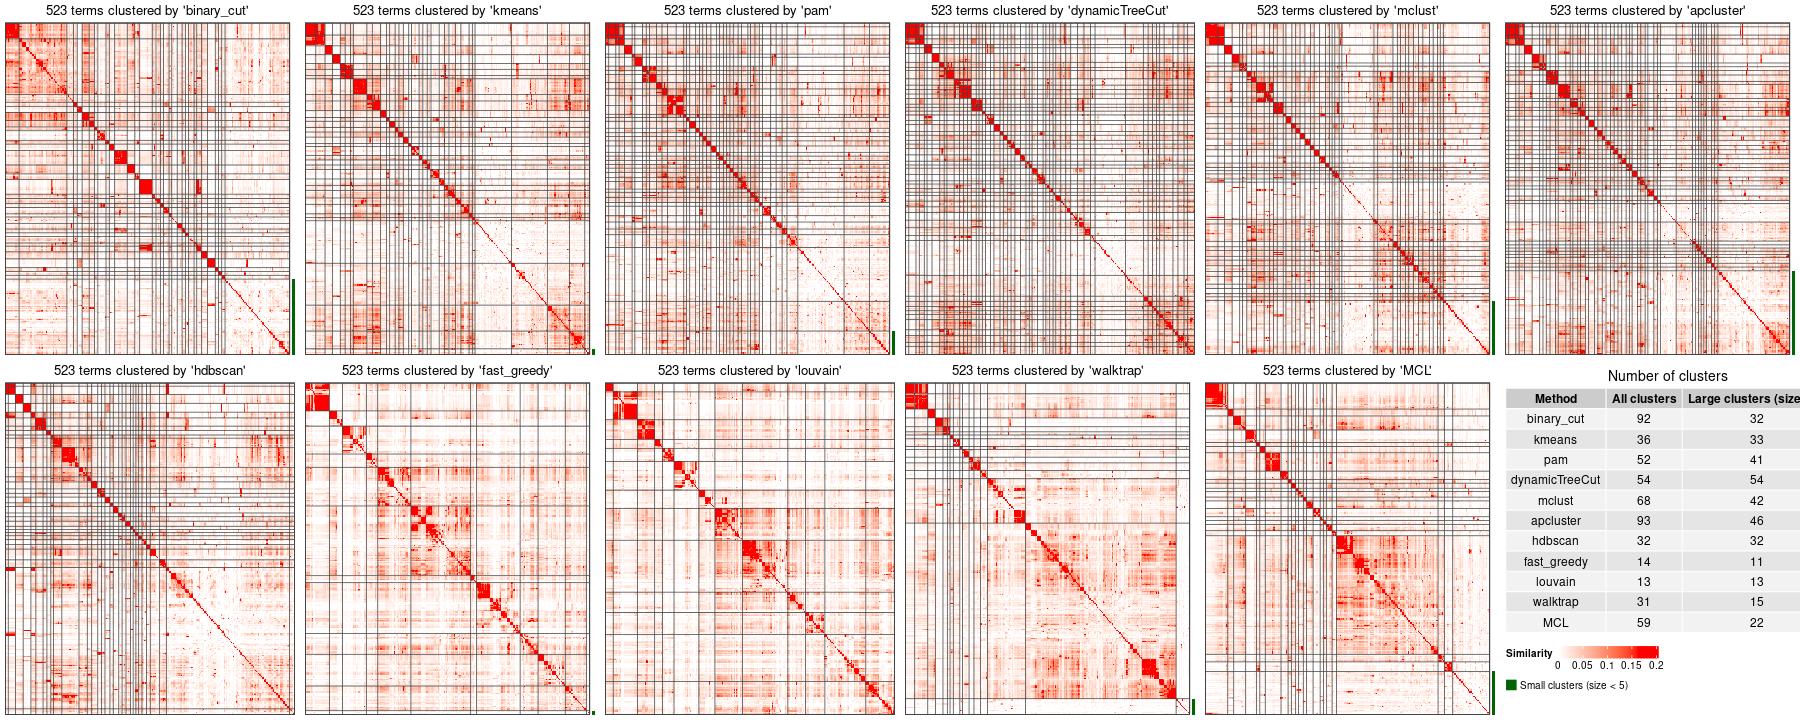 523 terms clustered by 'binary_cut'
523 terms clustered by 'kmeans'
523 terms clustered by 'pam'
523 terms clustered by 'dynamicTreeCut'
523 terms clustered by 'mclust'
523 terms clustered by 'apcluster'
523 terms clustered by 'hdbscan'
523 terms clustered by 'fast_greedy'
523 terms clustered by 'louvain'
523 terms clustered by 'walktrap'
523 terms clustered by 'MCL'
Number of clusters
Method All clusters Large clusters (size
binary_cut 92 32
kmeans 36 33
pam 52 41
dynamicTreeCut 54 54
mclust 68 42
apcluster 93 46
hdbscan 32 32
fast_greedy 14 11
louvain 13 13
walktrap 31 15
MCL 59 22
Similarity
0 0.05 0.1 0.15 0.2
Small clusters (size < 5)